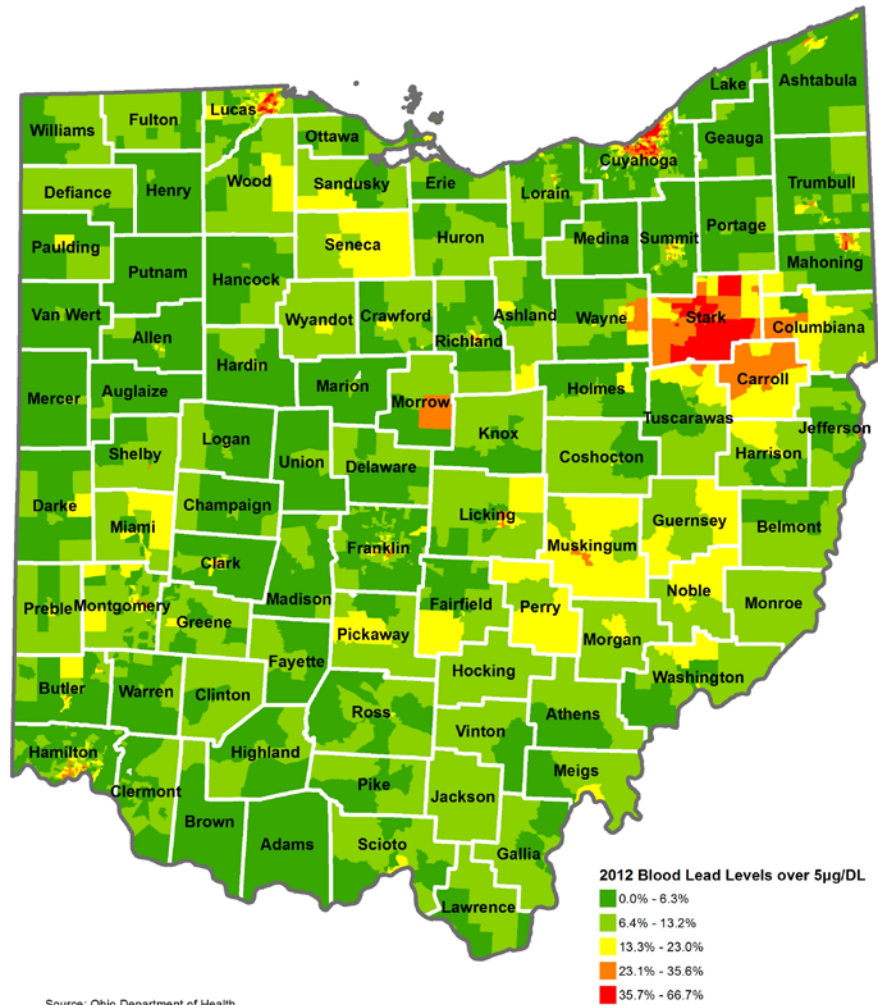 Lake
Ashtabula
Lucas
Fulton
Williams
Ottawa
Geauga
Cuyahoga
Wood
Sandusky
Erie
Lorain
Trumbull
Defiance
Henry
Seneca
Huron
Medina
Summit
Portage
Paulding
Putnam
Hancock
Mahoning
Van Wert
Wyandot
Crawford
Ashland
Wayne
Stark
Columbiana
Allen
Richland
Hardin
Marion
Holmes
Carroll
Mercer
Auglaize
Morrow
Tuscarawas
Jefferson
Logan
Knox
Shelby
Union
Delaware
Coshocton
Harrison
Darke
Champaign
Licking
Guernsey
Miami
Belmont
Franklin
Muskingum
Clark
Noble
Preble
Montgomery
Madison
Fairfield
Perry
Monroe
Greene
Pickaway
Morgan
Fayette
Hocking
Washington
Butler
Warren
Clinton
Ross
Athens
Vinton
Hamilton
Highland
Meigs
Pike
Clermont
Jackson
Brown
Adams
Scioto
Gallia
Lawrence
2012 Blood Lead Levels over 5µg/DL
0.0% - 6.3%
6.4% - 13.2%
13.3% - 23.0%
23.1% - 35.6%
35.7% - 66.7%
Source: Ohio Department of Health